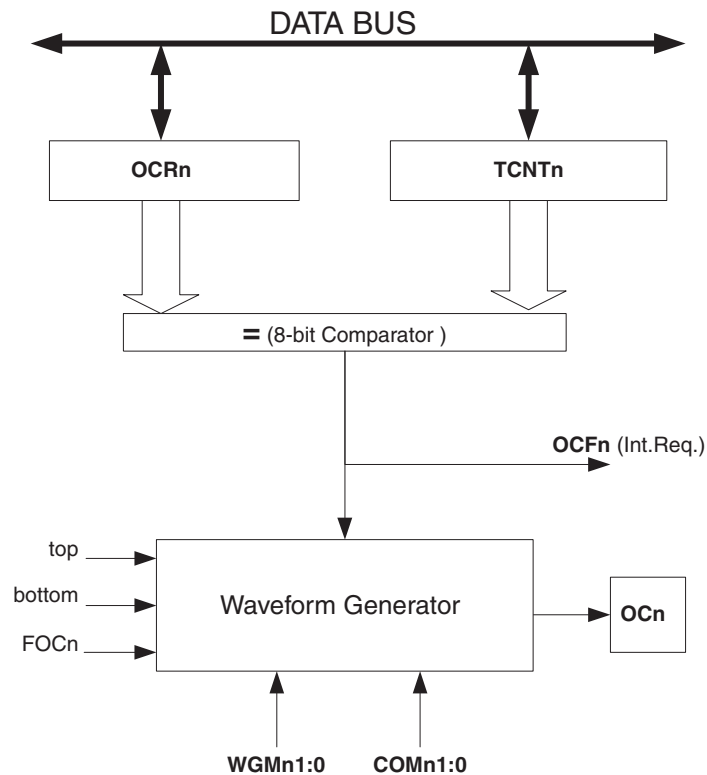 DATA BUS
OCRn
TCNTn
= (8-bit Comparator )
OCFn (Int.Req.)
top
bottom
FOCn
Waveform Generator
OCn
WGMn1:0
COMn1:0